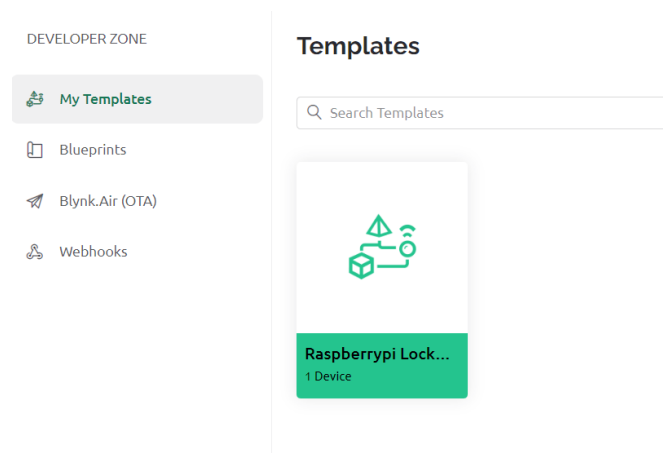 DEVELOPER ZONE
My Templates
Blueprints
Blynk.Air (OTA)
Webhooks
Templates
Search Templates
Raspberrypi Lock...
1 Device